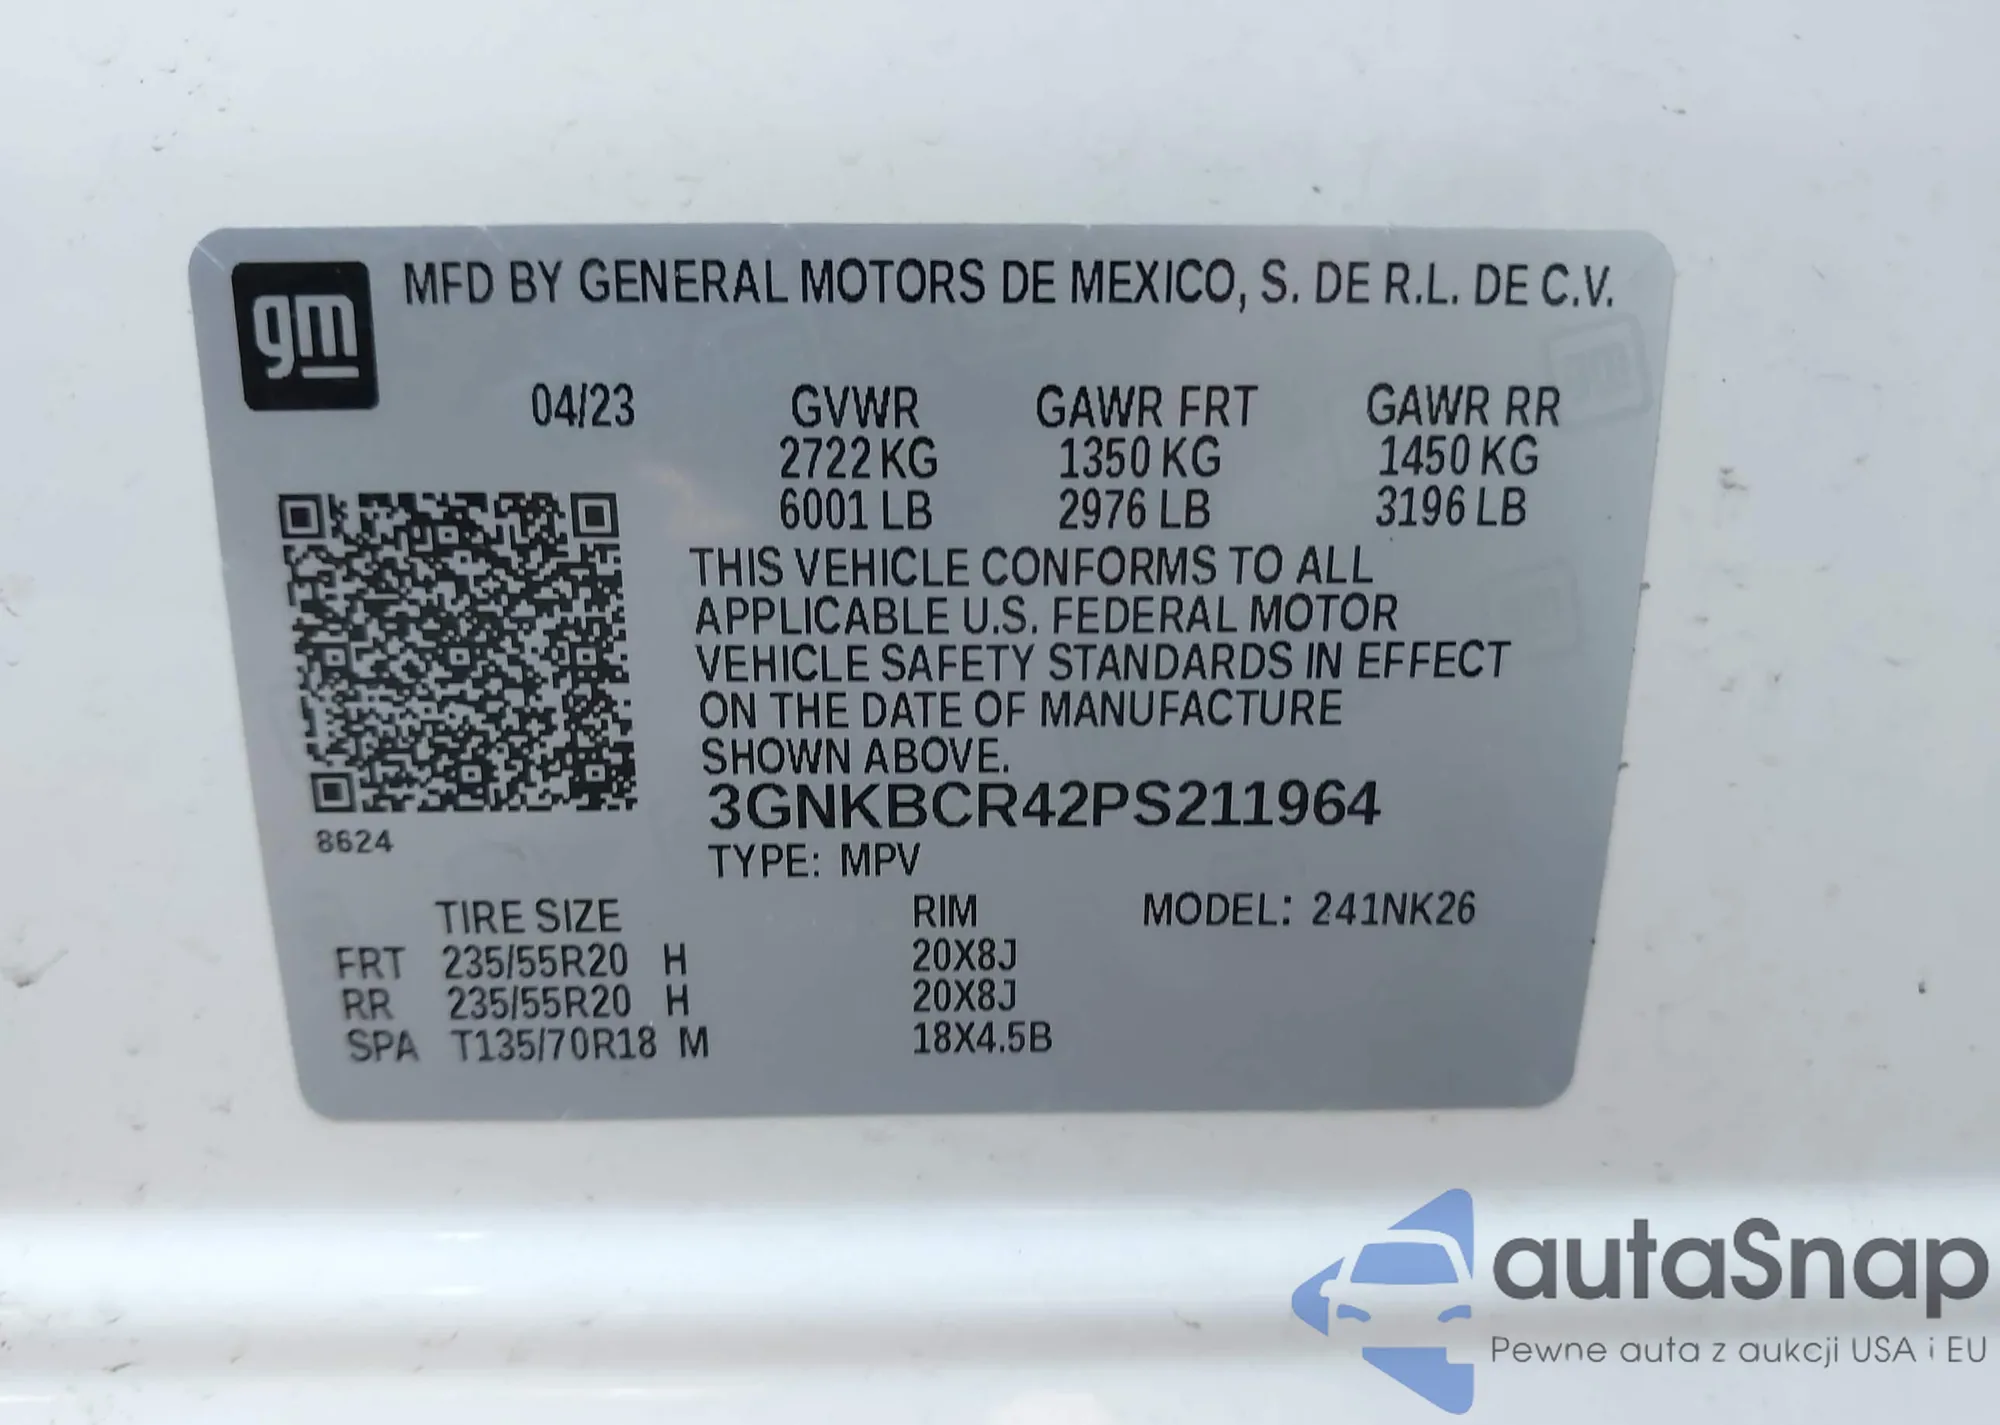 gm
MFD BY GENERAL MOTORS DE MEXICO, S. DE R.L. DE C.V.
04/23 GVWR GAWR FRT GAWR RR
2722 KG 1350 KG 1450 KG
6001 LB 2976 LB 3196 LB
THIS VEHICLE CONFORMS TO ALL
APPLICABLE U.S. FEDERAL MOTOR
VEHICLE SAFETY STANDARDS IN EFFECT
ON THE DATE OF MANUFACTURE
SHOWN ABOVE.
3GNKBCR42PS211964
8624
TYPE: MPV
TIRE SIZE RIM MODEL: 241NK26
FRT 235/55R20 H 20X8J
RR 235/55R20 H 20X8J
SPA T135/70R18 M 18X4.5B
autaSnap
Pewne auta z aukcji USA i EU